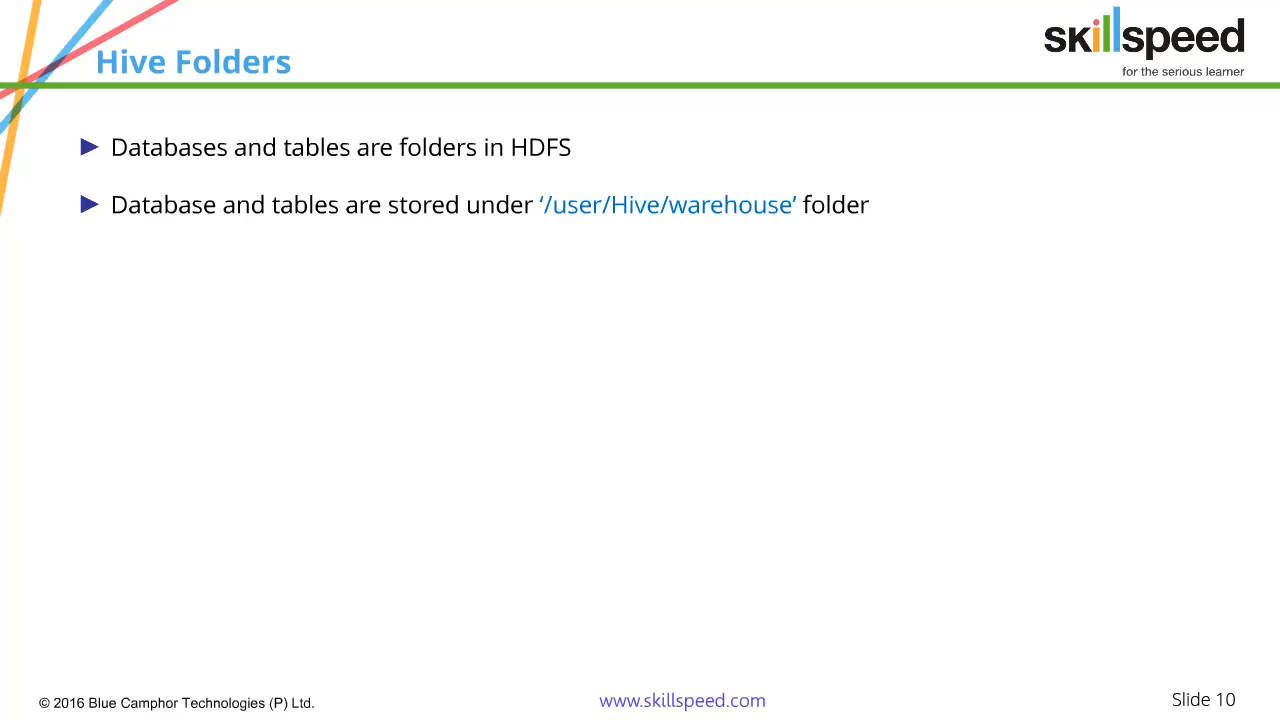 Hive Folders
skillspeed
for the serious learner
► Databases and tables are folders in HDFS
► Database and tables are stored under ‘/user/Hive/warehouse’ folder
© 2016 Blue Camphor Technologies (P) Ltd.
www.skillspeed.com
Slide 10